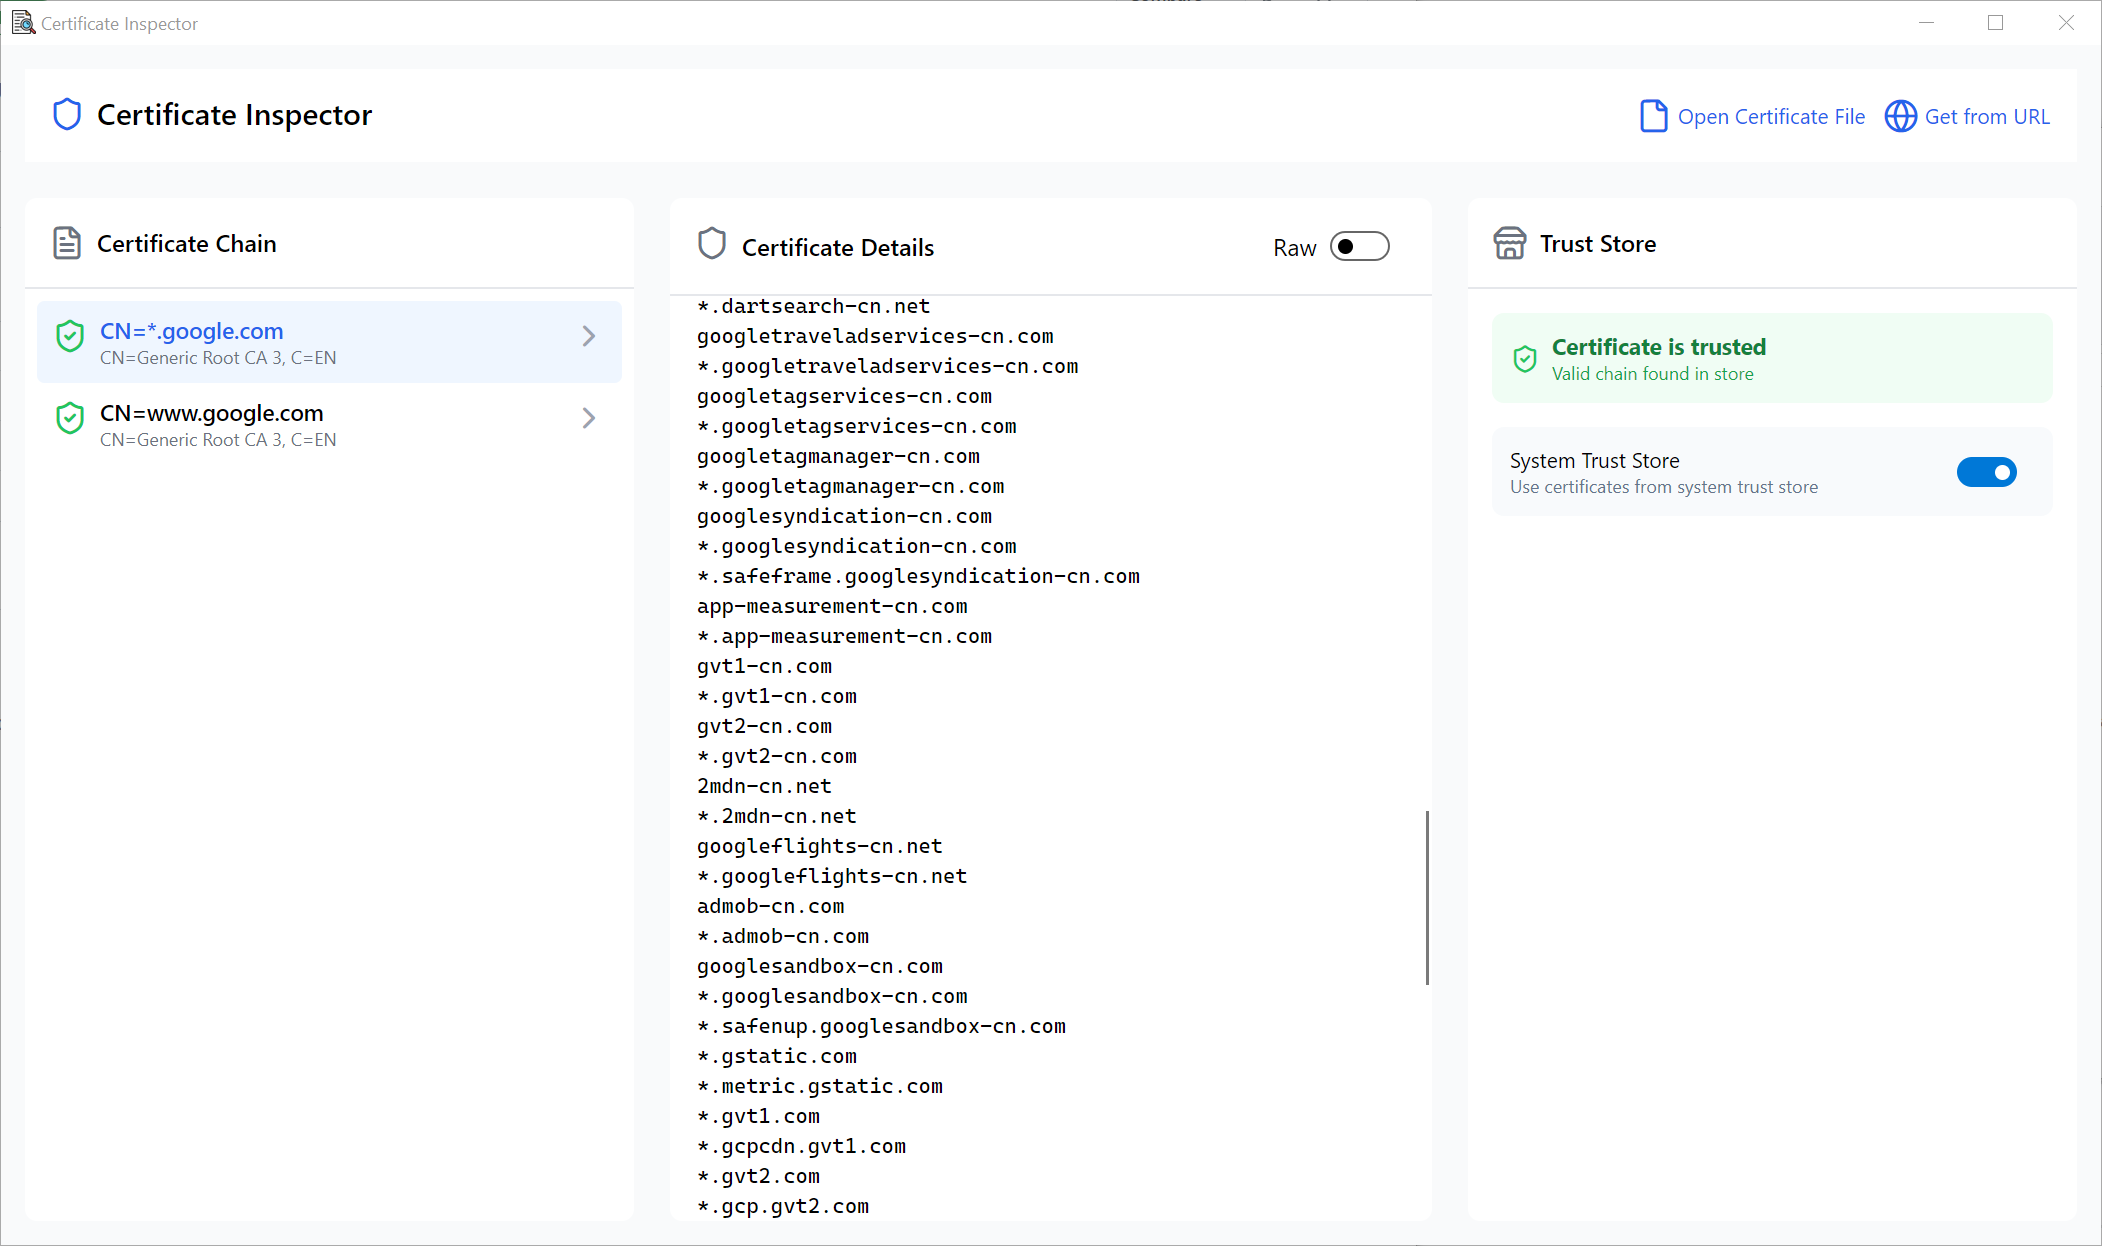 Certificate Inspector
Certificate Inspector
Open Certificate File
Get from URL
Certificate Chain
CN=*.google.com
CN=Generic Root CA 3, C=EN
CN=www.google.com
CN=Generic Root CA 3, C=EN
Certificate Details
Raw
*.dartsearch-cn.net
googletraveladservices-cn.com
*.googletraveladservices-cn.com
googletagservices-cn.com
*.googletagservices-cn.com
googletagmanager-cn.com
*.googletagmanager-cn.com
googlesyndication-cn.com
*.googlesyndication-cn.com
*.safeframe.googlesyndication-cn.com
app-measurement-cn.com
*.app-measurement-cn.com
gvt1-cn.com
*.gvt1-cn.com
gvt2-cn.com
*.gvt2-cn.com
2mdn-cn.net
*.2mdn-cn.net
googleflights-cn.net
*.googleflights-cn.net
admob-cn.com
*.admob-cn.com
googlesandbox-cn.com
*.googlesandbox-cn.com
*.safenup.googlesandbox-cn.com
*.gstatic.com
*.metric.gstatic.com
*.gvt1.com
*.gcpcdn.gvt1.com
*.gvt2.com
*.gcp.gvt2.com
Trust Store
Certificate is trusted
Valid chain found in store
System Trust Store
Use certificates from system trust store